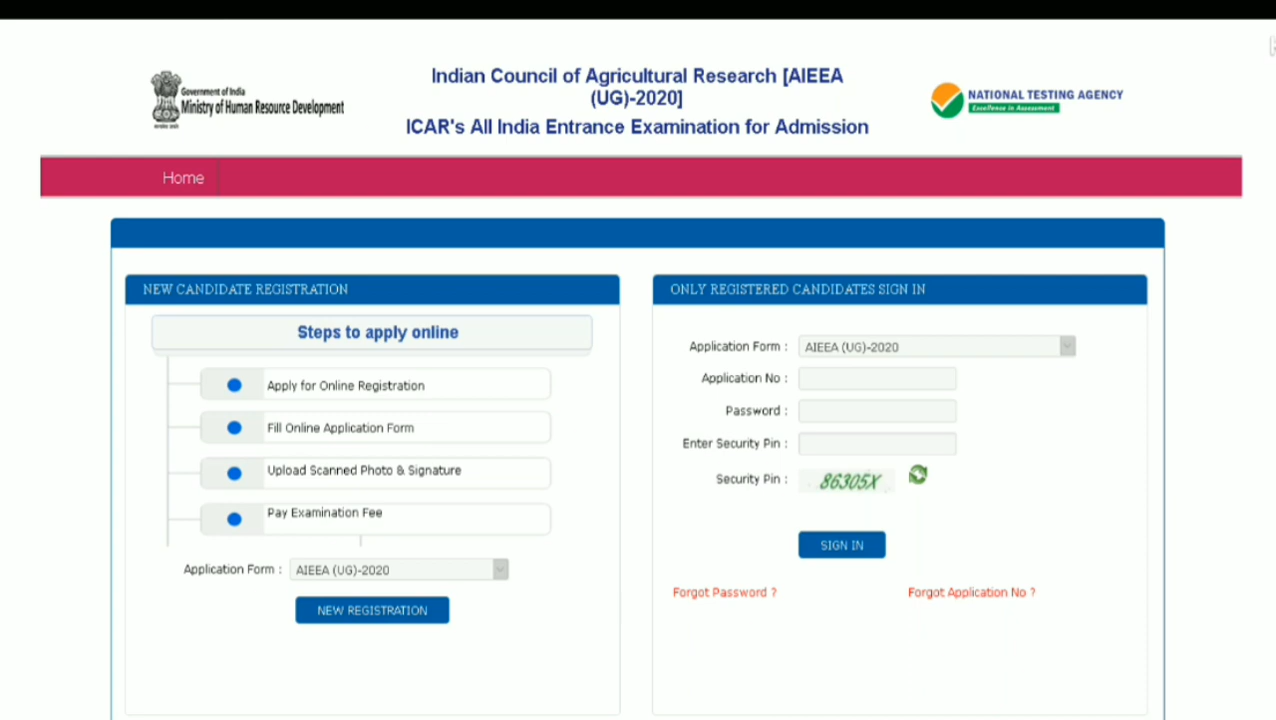 Government of India
Ministry of Human Resource Development
Indian Council of Agricultural Research [AIEEA
(UG)-2020]
ICAR's All India Entrance Examination for Admission
NATIONAL TESTING AGENCY
Excellence in Assessment
Home
NEW CANDIDATE REGISTRATION
Steps to apply online
Apply for Online Registration
Fill Online Application Form
Upload Scanned Photo & Signature
Pay Examination Fee
Application Form : AIEEA (UG)-2020
NEW REGISTRATION
ONLY REGISTERED CANDIDATES SIGN IN
Application Form : AIEEA (UG)-2020
Application No :
Password :
Enter Security Pin :
Security Pin : 86305X
SIGN IN
Forgot Password ?
Forgot Application No ?